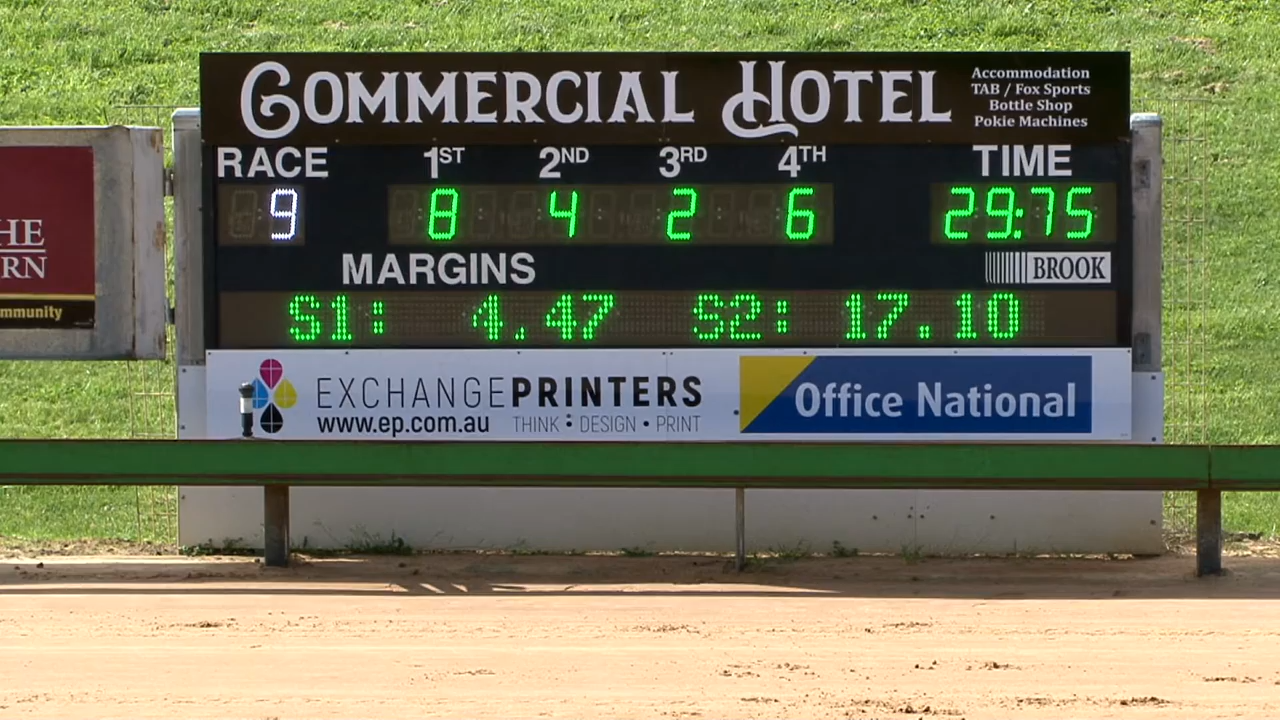 COMMERCIAL HOTEL
Accommodation
TAB / Fox Sports
Bottle Shop
Pokie Machines
RACE 1ST 2ND 3RD 4TH TIME
9 8 4 2 6 29:75
MARGINS
BROOK
S1: 4.47 S2: 17.10
HE
RN
mmunity
EXCHANGEPRINTERS
www.ep.com.au THINK : DESIGN • PRINT
Office National